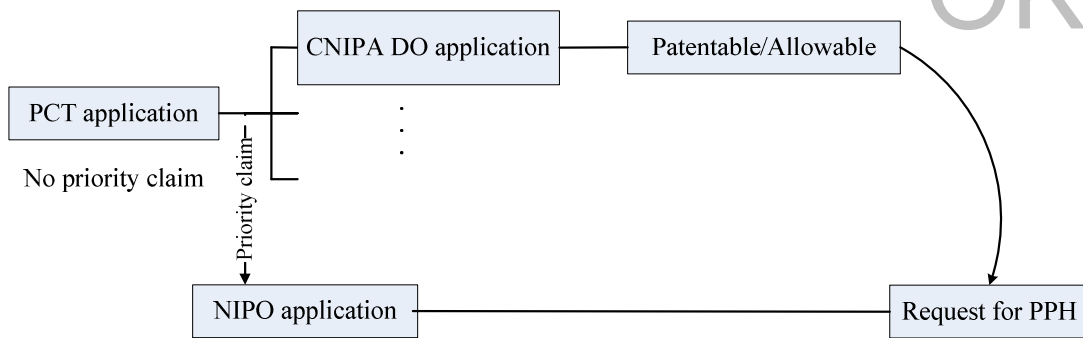 CNIPA DO application
Patentable/Allowable
PCT application
No priority claim
Priority claim
NIPO application
Request for PPH